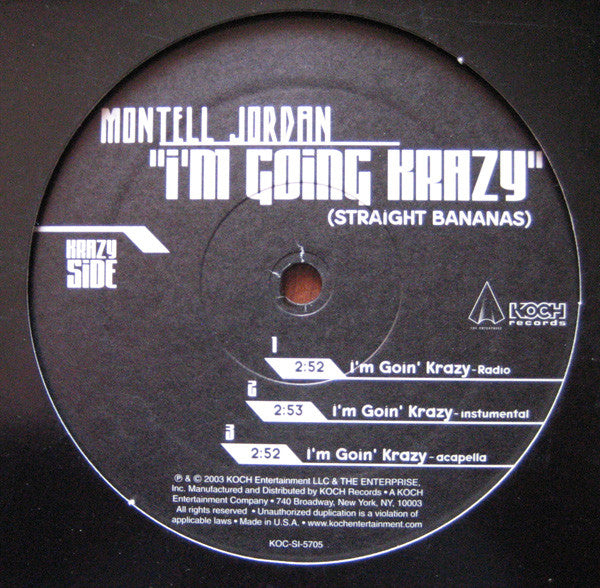 MONTELL JORDAN
"i'M GOiNG KRAZY"
(STRAiGHT BANANAS)
KRAZY
SiDE
THE ENTERPRISE
KOCH
records
1
2:52 i'm Goin' Krazy - Radio
2
2:53 i'm Goin' Krazy - instumental
3
2:52 i'm Goin' Krazy - acapella
℗ & © 2003 KOCH Entertainment LLC & THE ENTERPRISE,
Inc. Manufactured and Distributed by KOCH Records • A KOCH
Entertainment Company • 740 Broadway, New York, NY, 10003
All rights reserved • Unauthorized duplication is a violation of
applicable laws • Made in U.S.A. • www.kochentertainment.com
KOC-SI-5705